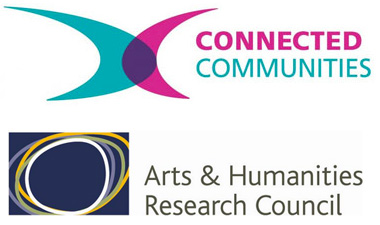 CONNECTED
COMMUNITIES
Arts & Humanities
Research Council